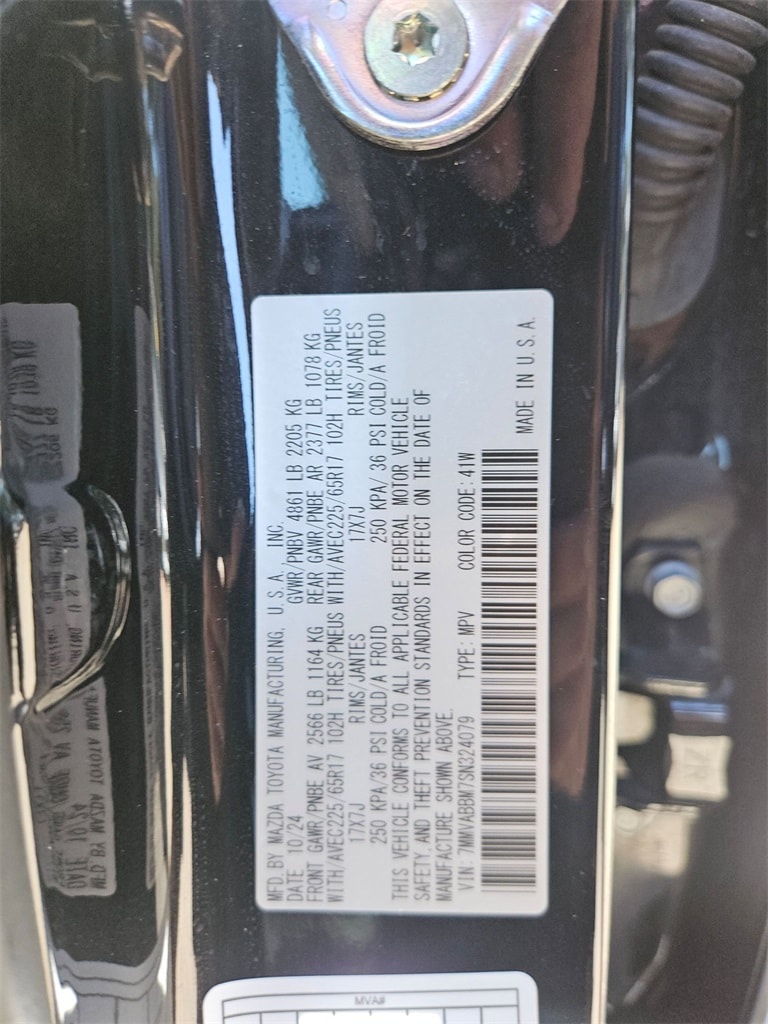 MFD.BY MAZDA TOYOTA MANUFACTURING, U.S.A., INC.
DATE 10/24 GVWR/PNBV 4861 LB 2205 KG
FRONT GAWR/PNBE AV 2566 LB 1164 KG REAR GAWR/PNBE AR 2377 LB 1078 KG
WITH/AVEC225/65R17 102H TIRES/PNEUS WITH/AVEC225/65R17 102H TIRES/PNEUS
17X7J RIMS/JANTES 17X7J RIMS/JANTES
250 KPA/36 PSI COLD/A FROID 250 KPA/ 36 PSI COLD/A FROID
THIS VEHICLE CONFORMS TO ALL APPLICABLE FEDERAL MOTOR VEHICLE
SAFETY AND THEFT PREVENTION STANDARDS IN EFFECT ON THE DATE OF
MANUFACTURE SHOWN ABOVE.
VIN: 7MMVABBM7SN324079 TYPE: MPV COLOR CODE: 41W
MADE IN U.S.A.
MVA#